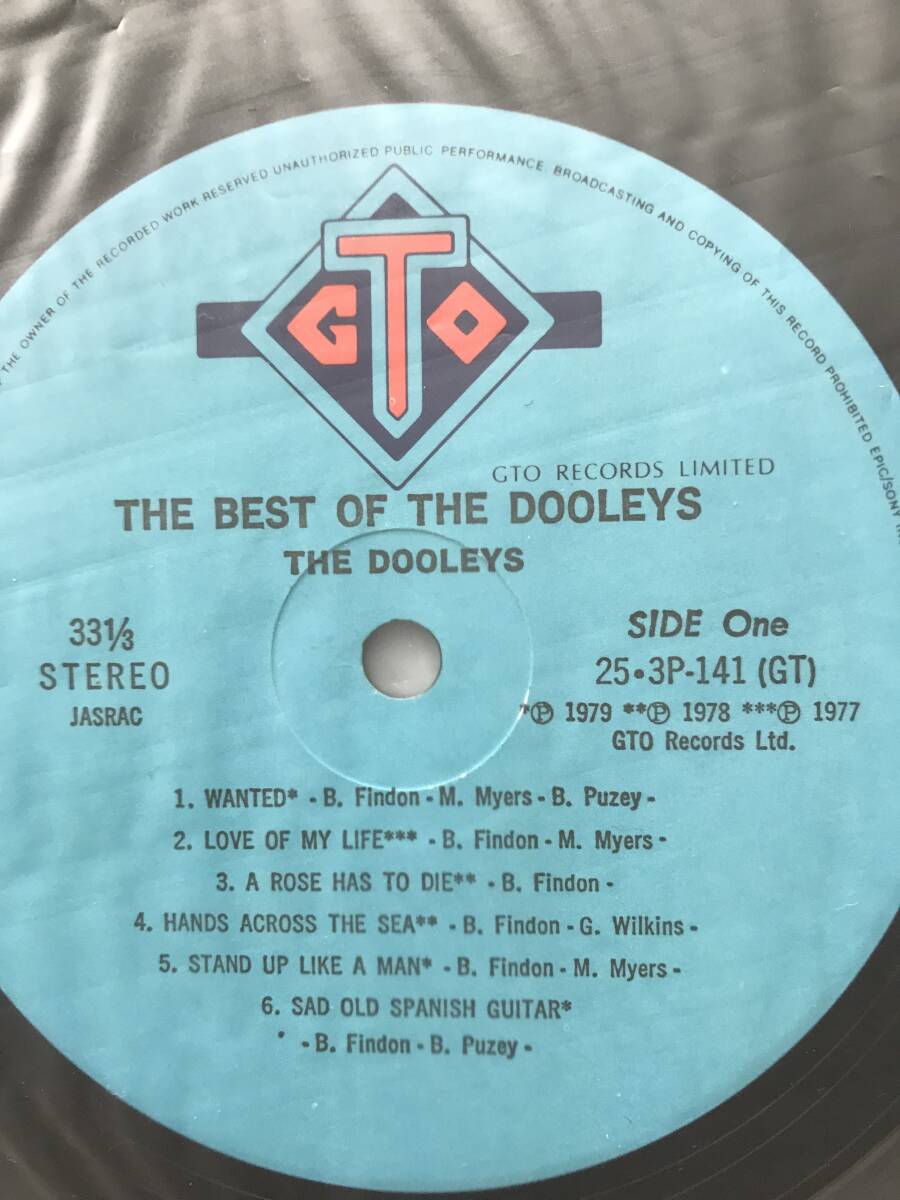 THE OWNER OF THE RECORDED WORK RESERVED UNAUTHORIZED PUBLIC PERFORMANCE. BROADCASTING AND COPYING OF THIS RECORD PROHIBITED EPIC/SONY
GTO
GTO RECORDS LIMITED
THE BEST OF THE DOOLEYS
THE DOOLEYS
33⅓
STEREO
JASRAC
SIDE One
25•3P-141 (GT)
*Ⓟ 1979 **Ⓟ 1978 ***Ⓟ 1977
GTO Records Ltd.
1. WANTED* - B. Findon - M. Myers - B. Puzey -
2. LOVE OF MY LIFE*** - B. Findon - M. Myers -
3. A ROSE HAS TO DIE** - B. Findon -
4. HANDS ACROSS THE SEA** - B. Findon - G. Wilkins -
5. STAND UP LIKE A MAN* - B. Findon - M. Myers -
6. SAD OLD SPANISH GUITAR*
- B. Findon - B. Puzey -